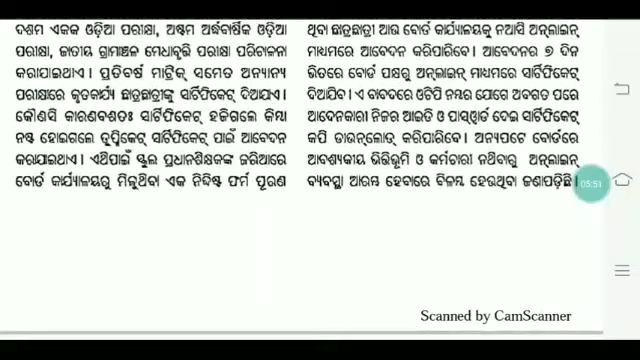 ଦଶମ ଏକକ ଓଡ଼ିଆ ପରୀକ୍ଷା, ଅଷ୍ଟମ ଅର୍ଦ୍ଧବାର୍ଷିକ ଓଡ଼ିଆ
ପରୀକ୍ଷା, ଜାତୀୟ ଗ୍ରାମାଞ୍ଚଳ ମେଧାବୃତ୍ତି ପରୀକ୍ଷା ପରିଚାଳନା
କରାଯାଇଥାଏ । ପ୍ରତିବର୍ଷ ମାଟ୍ରିକ୍ ସମେତ ଅନ୍ୟାନ୍ୟ
ପରୀକ୍ଷାରେ କୃତକାର୍ଯ୍ୟ ଛାତ୍ରଛାତ୍ରୀଙ୍କୁ ସାର୍ଟିଫିକେଟ୍ ଦିଆଯାଏ ।
କୌଣସି କାରଣବଶତଃ ସାର୍ଟିଫିକେଟ୍ ହଜିଗଲେ କିମ୍ବା
ନଷ୍ଟ ହୋଇଗଲେ ଡୁପ୍ଲିକେଟ୍ ସାର୍ଟିଫିକେଟ୍ ପାଇଁ ଆବେଦନ
କରାଯାଇଥାଏ । ଏଥିପାଇଁ ସ୍କୁଲ ପ୍ରଧାନଶିକ୍ଷକଙ୍କ ଜରିଆରେ
ବୋର୍ଡ କାର୍ଯ୍ୟାଳୟରୁ ମିଳୁଥିବା ଏକ ନିର୍ଦ୍ଦିଷ୍ଟ ଫର୍ମ ପୂରଣ
ଥିବା ଛାତ୍ରଛାତ୍ରୀ ଆଉ ବୋର୍ଡ କାର୍ଯ୍ୟାଳୟକୁ ନଆସି ଅନ୍‌ଲାଇନ୍
ମାଧ୍ୟମରେ ଆବେଦନ କରିପାରିବେ । ଆବେଦନର ୭ ଦିନ
ଭିତରେ ବୋର୍ଡ ପକ୍ଷରୁ ଅନ୍‌ଲାଇନ୍ ମାଧ୍ୟମରେ ସାର୍ଟିଫିକେଟ୍
ଦିଆଯିବ । ଏ ବାବଦରେ ଓଟିପି ନମ୍ବର ଯୋଗେ ଅବଗତ ପରେ
ଆଦେନକାରୀ ନିଜର ଆଇଡି ଓ ପାସ୍‌ୱାର୍ଡ ଦେଇ ସାର୍ଟିଫିକେଟ୍
କପି ଡାଉନ୍‌ଲୋଡ୍ କରିପାରିବେ । ଅନ୍ୟପଟେ ବୋର୍ଡରେ
ଆବଶ୍ୟକୀୟ ଭିତ୍ତିଭୂମି ଓ କର୍ମଚାରୀ ନଥିବାରୁ ଅନ୍‌ଲାଇନ୍
ବ୍ୟବସ୍ଥା ଆରମ୍ଭ ହେବାରେ ବିଳମ୍ବ ହେଉଥିବା ଜଣାପଡ଼ିଛି ।
05:51
Scanned by CamScanner